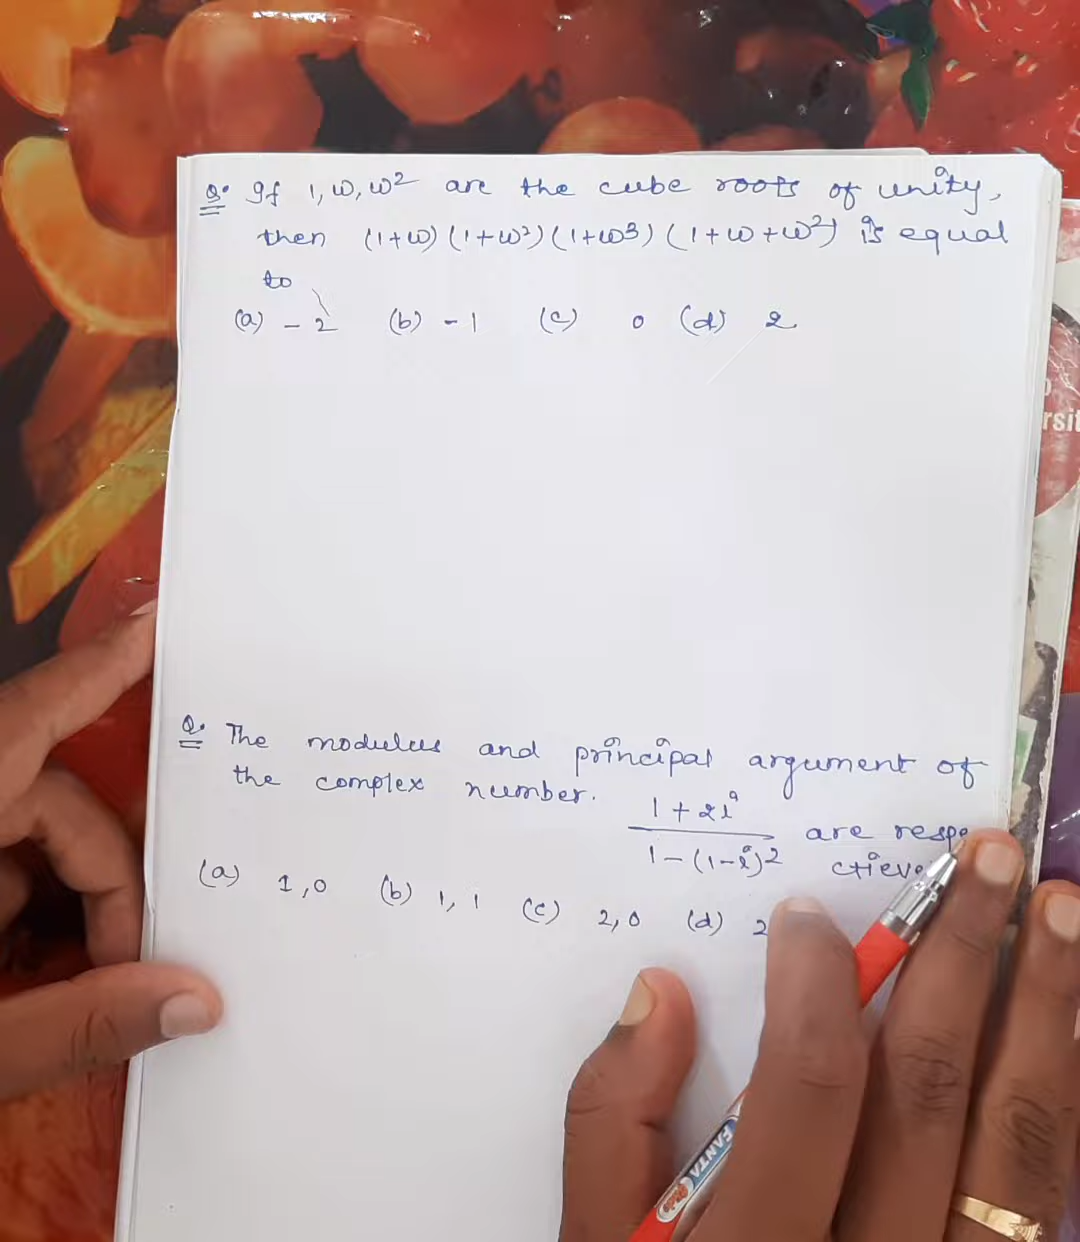 Q. If 1, ω, ω² are the cube roots of unity,
then (1+ω)(1+ω²)(1+ω3)(1+ω+ω²) is equal
to
(a) -2 (b) -1 (c) 0 (d) 2
Q. The modulus and principal argument of
the complex number. 1+2i / 1-(1-i)² are respe
ctieve
(a) 1,0 (b) 1,1 (c) 2,0 (d) 2
FANTA